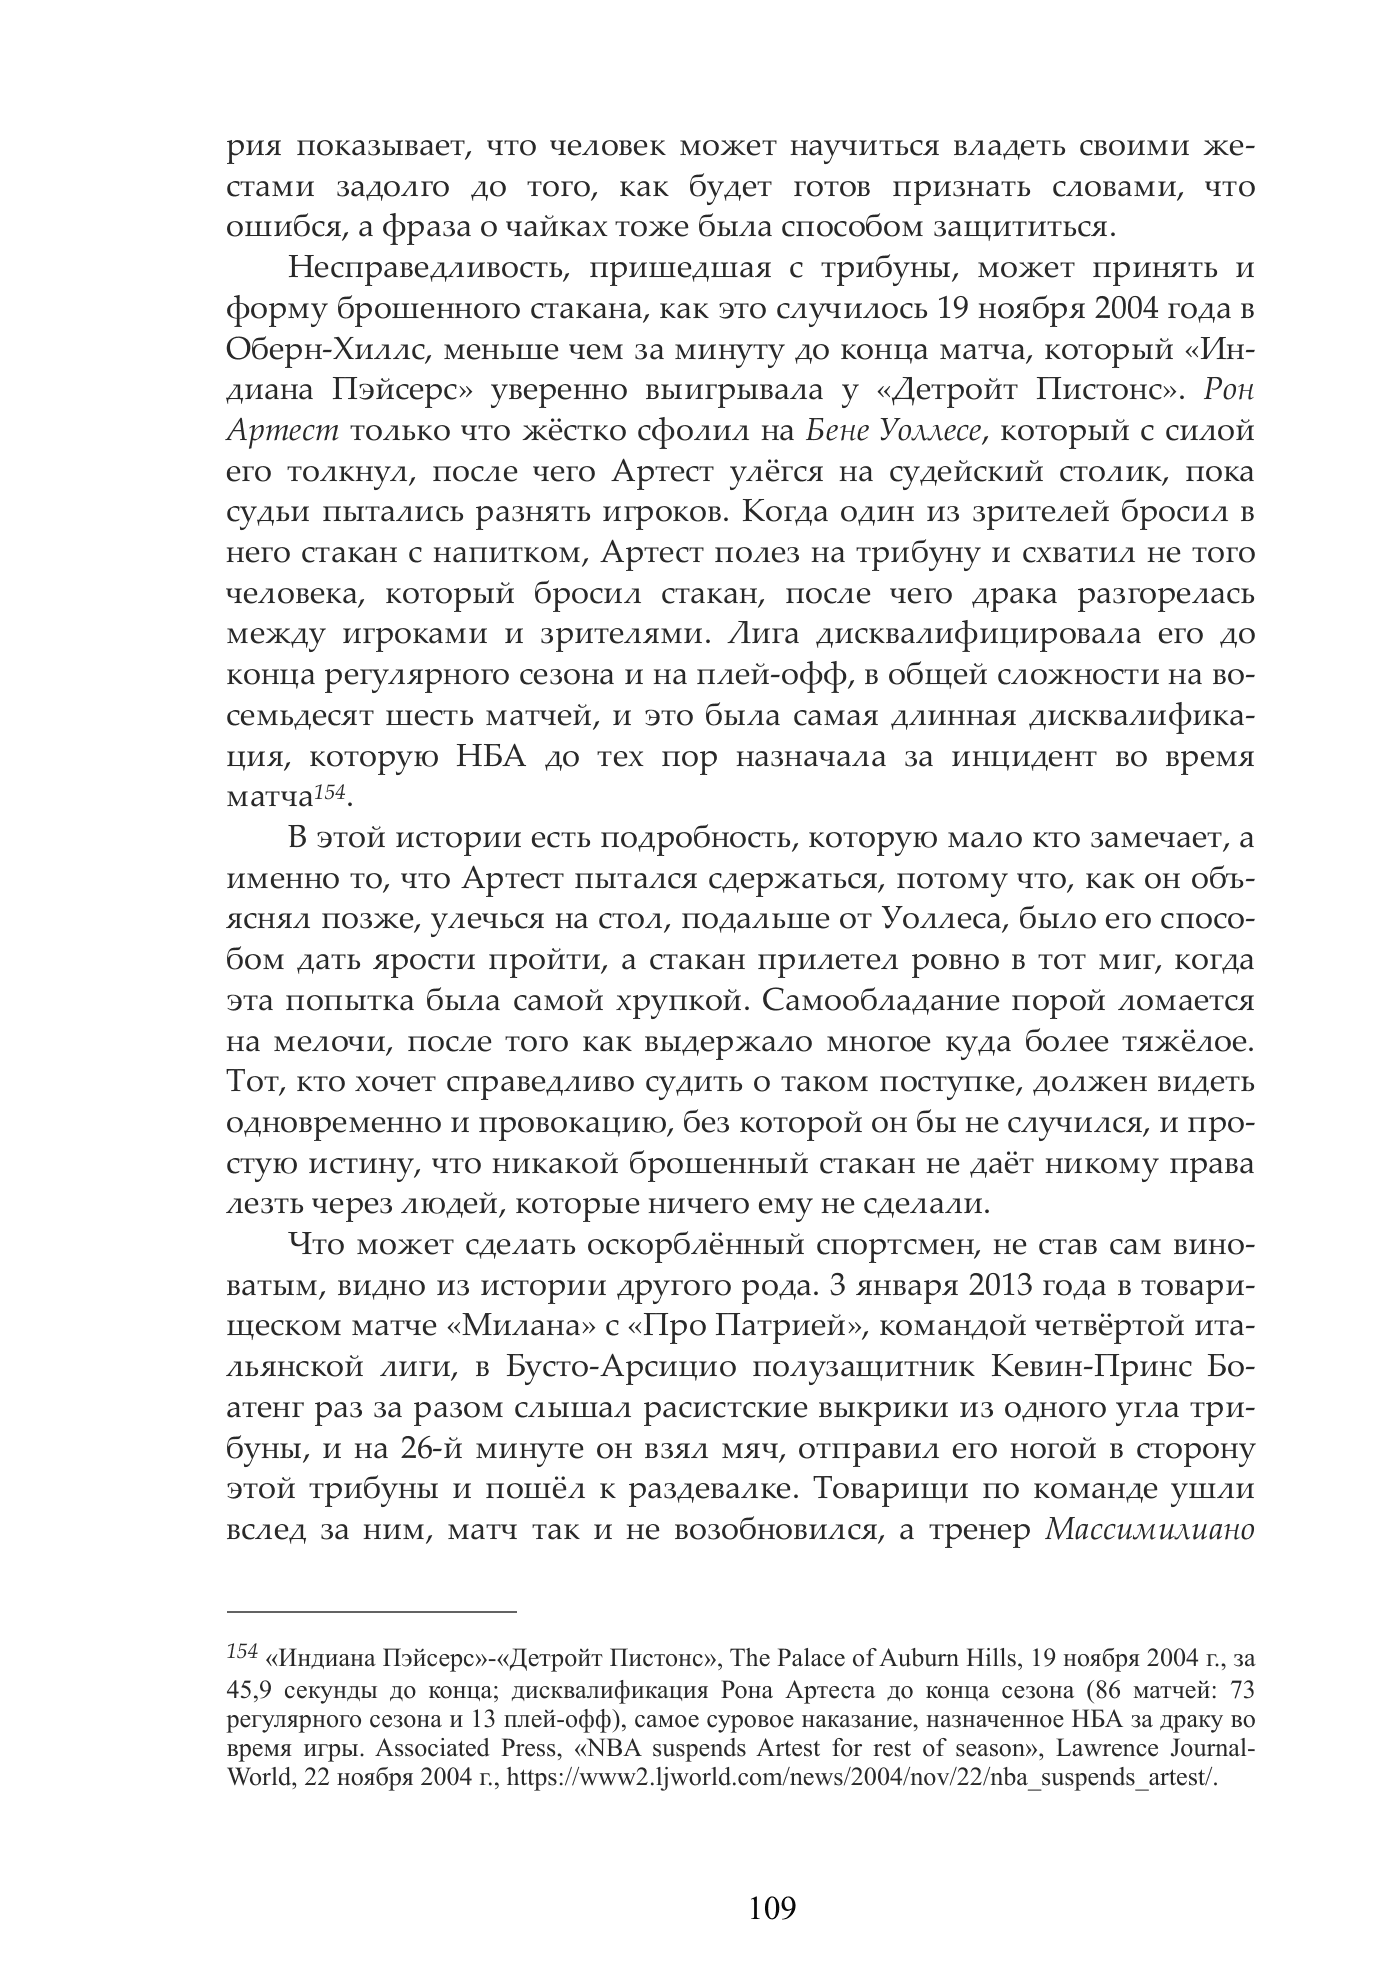 рия показывает, что человек может научиться владеть своими же-
стами задолго до того, как будет готов признать словами, что
ошибся, а фраза о чайках тоже была способом защититься.
Несправедливость, пришедшая с трибуны, может принять и
форму брошенного стакана, как это случилось 19 ноября 2004 года в
Оберн-Хиллс, меньше чем за минуту до конца матча, который «Ин-
диана Пэйсерс» уверенно выигрывала у «Детройт Пистонс». Рон
Артест только что жёстко сфолил на Бене Уоллесе, который с силой
его толкнул, после чего Артест улёгся на судейский столик, пока
судьи пытались разнять игроков. Когда один из зрителей бросил в
него стакан с напитком, Артест полез на трибуну и схватил не того
человека, который бросил стакан, после чего драка разгорелась
между игроками и зрителями. Лига дисквалифицировала его до
конца регулярного сезона и на плей-офф, в общей сложности на во-
семьдесят шесть матчей, и это была самая длинная дисквалифика-
ция, которую НБА до тех пор назначала за инцидент во время
матча154.
В этой истории есть подробность, которую мало кто замечает, а
именно то, что Артест пытался сдержаться, потому что, как он объ-
яснял позже, улечься на стол, подальше от Уоллеса, было его спосо-
бом дать ярости пройти, а стакан прилетел ровно в тот миг, когда
эта попытка была самой хрупкой. Самообладание порой ломается
на мелочи, после того как выдержало многое куда более тяжёлое.
Тот, кто хочет справедливо судить о таком поступке, должен видеть
одновременно и провокацию, без которой он бы не случился, и про-
стую истину, что никакой брошенный стакан не даёт никому права
лезть через людей, которые ничего ему не сделали.
Что может сделать оскорблённый спортсмен, не став сам вино-
ватым, видно из истории другого рода. 3 января 2013 года в товари-
щеском матче «Милана» с «Про Патрией», командой четвёртой ита-
льянской лиги, в Бусто-Арсицио полузащитник Кевин-Принс Бо-
атенг раз за разом слышал расистские выкрики из одного угла три-
буны, и на 26-й минуте он взял мяч, отправил его ногой в сторону
этой трибуны и пошёл к раздевалке. Товарищи по команде ушли
вслед за ним, матч так и не возобновился, а тренер Массимилиано
154 «Индиана Пэйсерс»-«Детройт Пистонс», The Palace of Auburn Hills, 19 ноября 2004 г., за
45,9 секунды до конца; дисквалификация Рона Артеста до конца сезона (86 матчей: 73
регулярного сезона и 13 плей-офф), самое суровое наказание, назначенное НБА за драку во
время игры. Associated Press, «NBA suspends Artest for rest of season», Lawrence Journal-
World, 22 ноября 2004 г., https://www2.ljworld.com/news/2004/nov/22/nba_suspends_artest/.
109